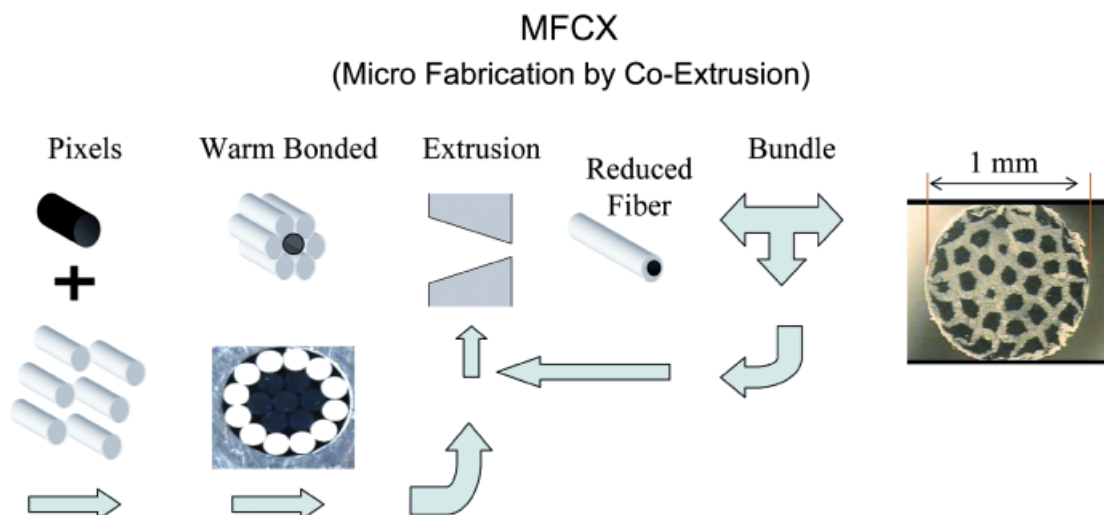 MFCX
(Micro Fabrication by Co-Extrusion)
Pixels
Warm Bonded
Extrusion
Reduced
Fiber
Bundle
1 mm